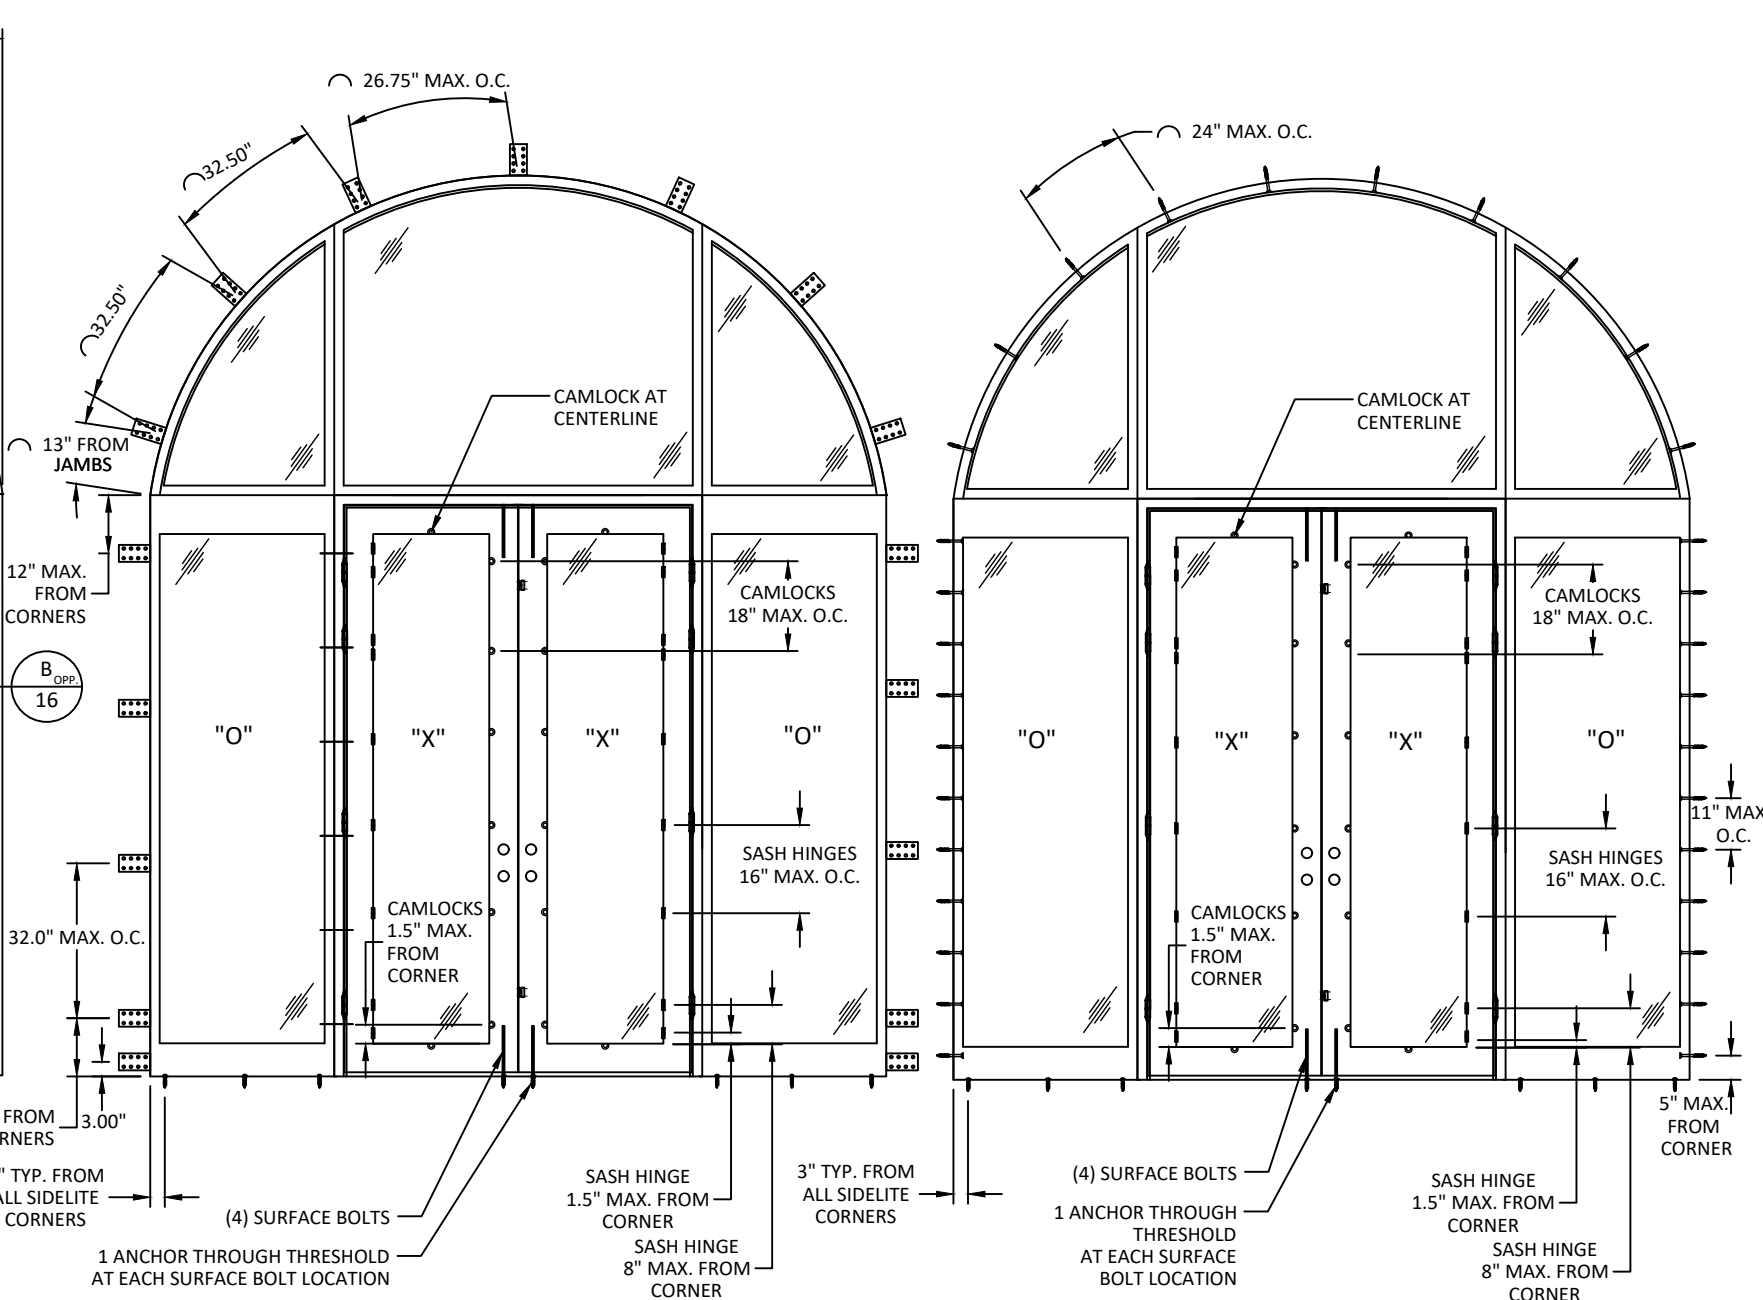 26.75" MAX. O.C.
32.50"
32.50"
13" FROM
JAMBS
12" MAX.
FROM
CORNERS
B
OPP.
16
32.0" MAX. O.C.
FROM
3.00"
TYP. FROM
SIDELITE
CORNERS
CAMLOCK AT
CENTERLINE
CAMLOCKS
18" MAX. O.C.
"O"
"X"
"X"
"O"
SASH HINGES
16" MAX. O.C.
CAMLOCKS
1.5" MAX.
FROM
CORNER
(4) SURFACE BOLTS
1 ANCHOR THROUGH THRESHOLD
AT EACH SURFACE BOLT LOCATION
SASH HINGE
1.5" MAX. FROM
CORNER
SASH HINGE
8" MAX. FROM
CORNER
24" MAX. O.C.
CAMLOCK AT
CENTERLINE
CAMLOCKS
18" MAX. O.C.
"O"
"X"
"X"
"O"
11" MAX
O.C.
SASH HINGES
16" MAX. O.C.
CAMLOCKS
1.5" MAX.
FROM
CORNER
5" MAX.
FROM
CORNER
3" TYP. FROM
ALL SIDELITE
CORNERS
(4) SURFACE BOLTS
1 ANCHOR THROUGH
THRESHOLD
AT EACH SURFACE
BOLT LOCATION
SASH HINGE
1.5" MAX. FROM
CORNER
SASH HINGE
8" MAX. FROM
CORNER